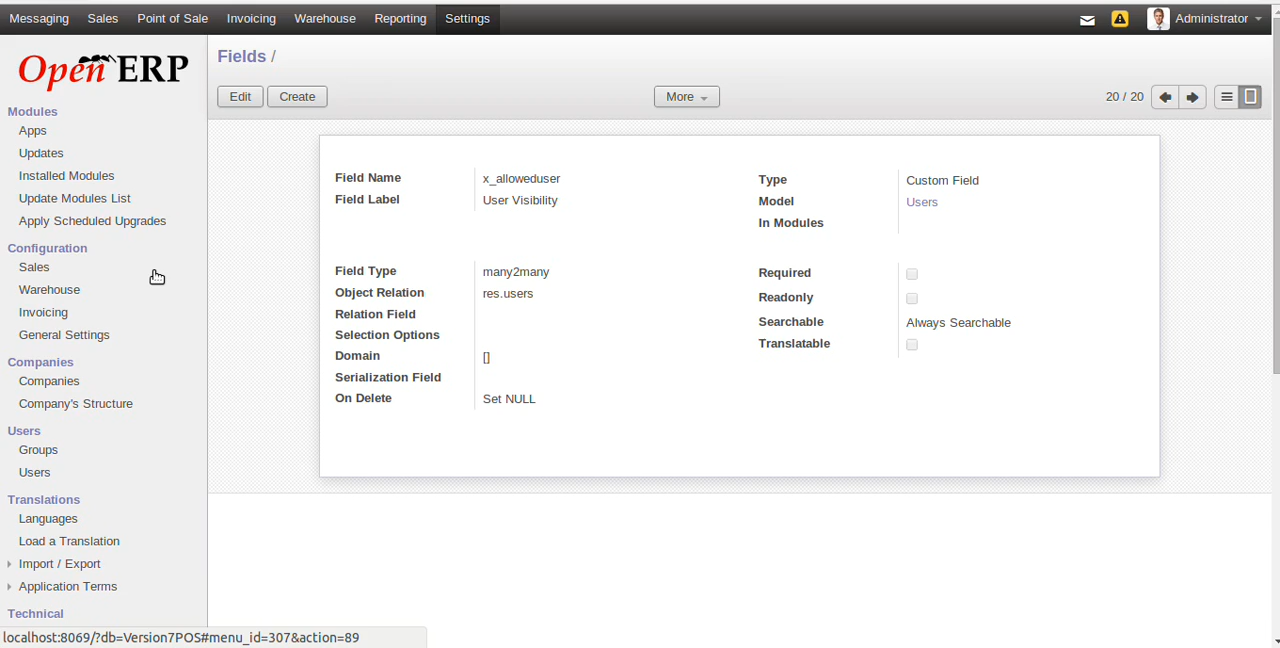 Messaging Sales Point of Sale Invoicing Warehouse Reporting Settings Administrator
OpenERP
Modules
Apps
Updates
Installed Modules
Update Modules List
Apply Scheduled Upgrades
Configuration
Sales
Warehouse
Invoicing
General Settings
Companies
Companies
Company's Structure
Users
Groups
Users
Translations
Languages
Load a Translation
Import / Export
Application Terms
Technical
localhost:8069/?db=Version7POS#menu_id=307&action=89
Fields /
Edit Create More 20 / 20
Field Name x_alloweduser
Field Label User Visibility
Type Custom Field
Model Users
In Modules
Field Type many2many
Object Relation res.users
Relation Field
Selection Options
Domain []
Serialization Field
On Delete Set NULL
Required
Readonly
Searchable Always Searchable
Translatable